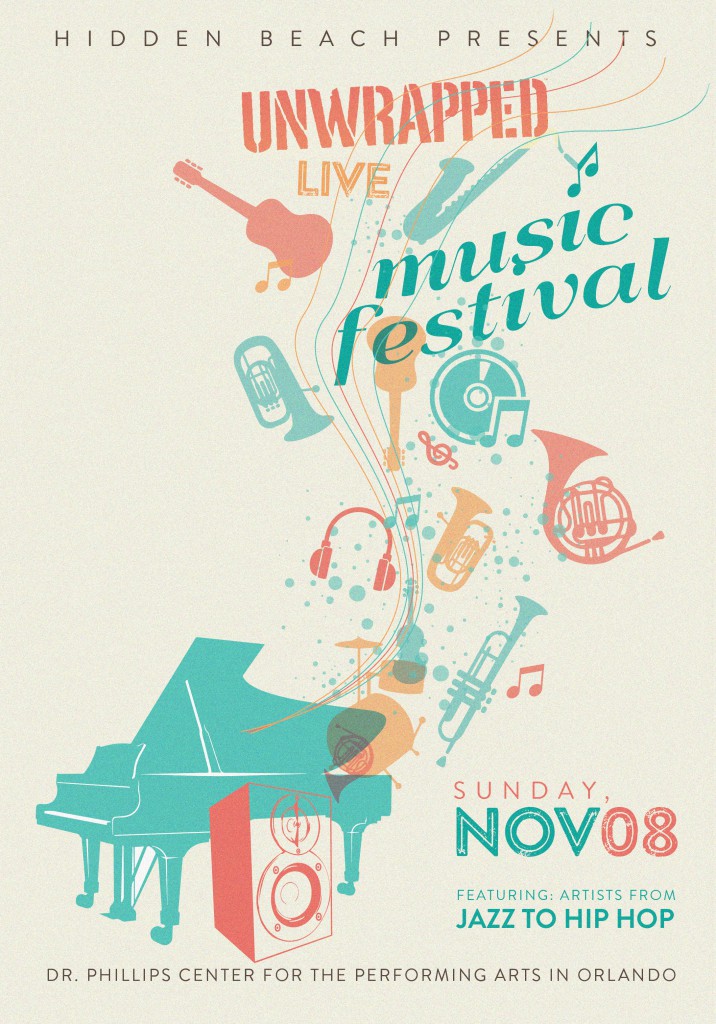 HIDDEN BEACH PRESENTS
UNWRAPPED
LIVE
music
festival
SUNDAY,
NOV08
FEATURING: ARTISTS FROM
JAZZ TO HIP HOP
DR. PHILLIPS CENTER FOR THE PERFORMING ARTS IN ORLANDO